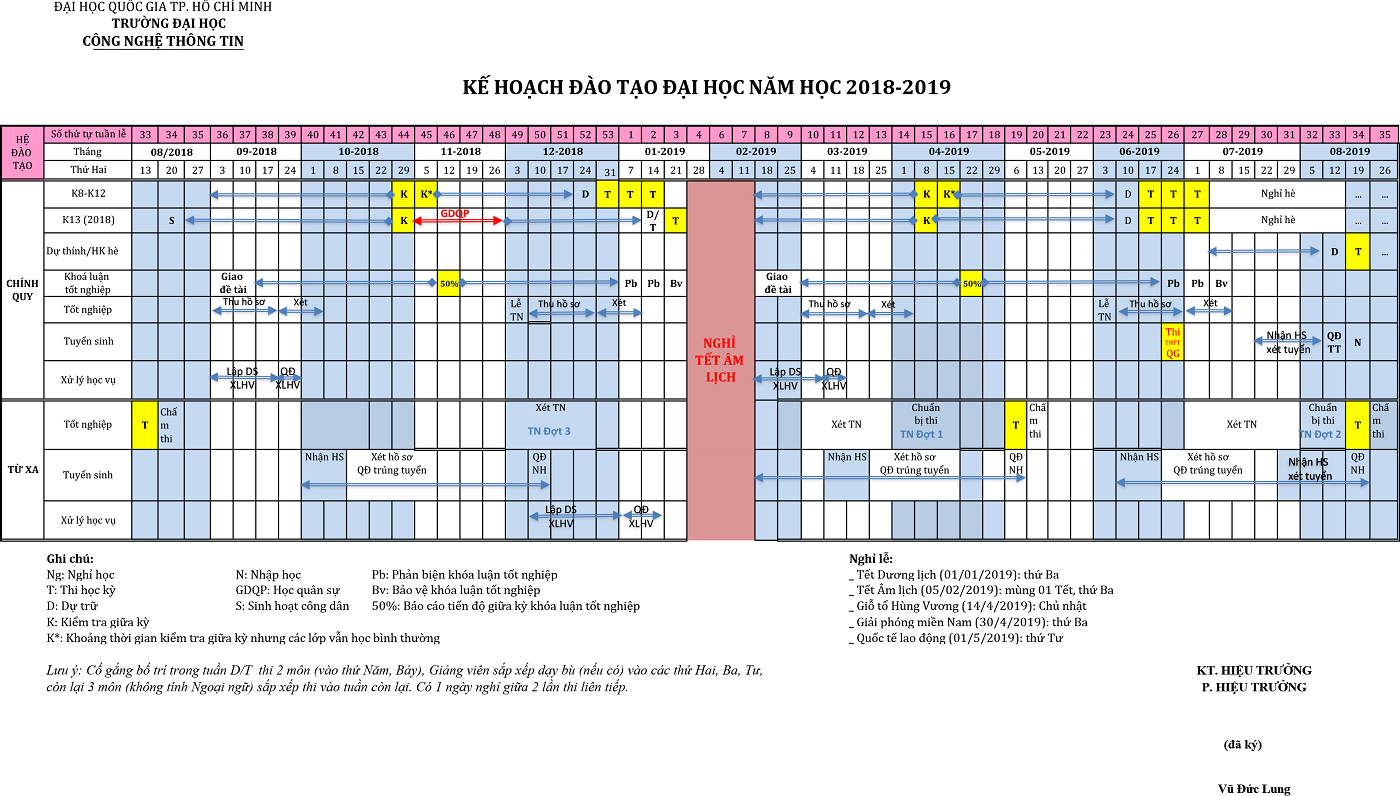 ĐẠI HỌC QUỐC GIA TP. HỒ CHÍ MINH
TRƯỜNG ĐẠI HỌC
CÔNG NGHỆ THÔNG TIN
KẾ HOẠCH ĐÀO TẠO ĐẠI HỌC NĂM HỌC 2018-2019
HỆ ĐÀO TẠO
Số thứ tự tuần lễ 33 34 35 36 37 38 39 40 41 42 43 44 45 46 47 48 49 50 51 52 53 1 2 3 4 6 7 8 9 10 11 12 13 14 15 16 17 18 19 20 21 22 23 24 25 26 27 28 29 30 31 32 33 34 35
Tháng 08/2018 09-2018 10-2018 11-2018 12-2018 01-2019 02-2019 03-2019 04-2019 05-2019 06-2019 07-2019 08-2019
Thứ Hai 13 20 27 3 10 17 24 1 8 15 22 29 5 12 19 26 3 10 17 24 31 7 14 21 28 4 11 18 25 4 11 18 25 1 8 15 22 29 6 13 20 27 3 10 17 24 1 8 15 22 29 5 12 19 26
CHÍNH QUY
K8-K12 K K* D T T T K K* D T T T Nghỉ hè ... ...
K13 (2018) S K GDQP D/T T K D T T T Nghỉ hè ... ...
Dự thính/HK hè D T ...
Khoá luận tốt nghiệp Giao đề tài 50% Pb Pb Bv Giao đề tài 50% Pb Pb Bv
Tốt nghiệp Thu hồ sơ Xét Lễ TN Thu hồ sơ Xét Thu hồ sơ Xét Lễ TN Thu hồ sơ Xét
Tuyển sinh Thi THPT QG Nhận HS xét tuyển QĐ TT N
Xử lý học vụ Lập DS XLHV QĐ XLHV Lập DS XLHV QĐ XLHV
NGHỈ TẾT ÂM LỊCH
TỪ XA
Tốt nghiệp T Chấm thi Xét TN TN Đợt 3 Xét TN Chuẩn bị thi TN Đợt 1 T Chấm thi Xét TN Chuẩn bị thi TN Đợt 2 T Chấm thi
Tuyển sinh Nhận HS Xét hồ sơ QĐ trúng tuyển QĐ NH Nhận HS Xét hồ sơ QĐ trúng tuyển QĐ NH Nhận HS Xét hồ sơ QĐ trúng tuyển Nhận HS xét tuyển QĐ NH
Xử lý học vụ Lập DS XLHV QĐ XLHV
Ghi chú:
Ng: Nghỉ học N: Nhập học Pb: Phản biện khóa luận tốt nghiệp
T: Thi học kỳ GDQP: Học quân sự Bv: Bảo vệ khóa luận tốt nghiệp
D: Dự trữ S: Sinh hoạt công dân 50%: Báo cáo tiến độ giữa kỳ khóa luận tốt nghiệp
K: Kiểm tra giữa kỳ
K*: Khoảng thời gian kiểm tra giữa kỳ nhưng các lớp vẫn học bình thường
Nghỉ lễ:
_ Tết Dương lịch (01/01/2019): thứ Ba
_ Tết Âm lịch (05/02/2019): mùng 01 Tết, thứ Ba
_ Giỗ tổ Hùng Vương (14/4/2019): Chủ nhật
_ Giải phóng miền Nam (30/4/2019): thứ Ba
_ Quốc tế lao động (01/5/2019): thứ Tư
Lưu ý: Cố gắng bố trí trong tuần D/T thi 2 môn (vào thứ Năm, Bảy), Giảng viên sắp xếp dạy bù (nếu có) vào các thứ Hai, Ba, Tư,
còn lại 3 môn (không tính Ngoại ngữ) sắp xếp thi vào tuần còn lại. Có 1 ngày nghỉ giữa 2 lần thi liên tiếp.
KT. HIỆU TRƯỞNG
P. HIỆU TRƯỞNG
(đã ký)
Vũ Đức Lung